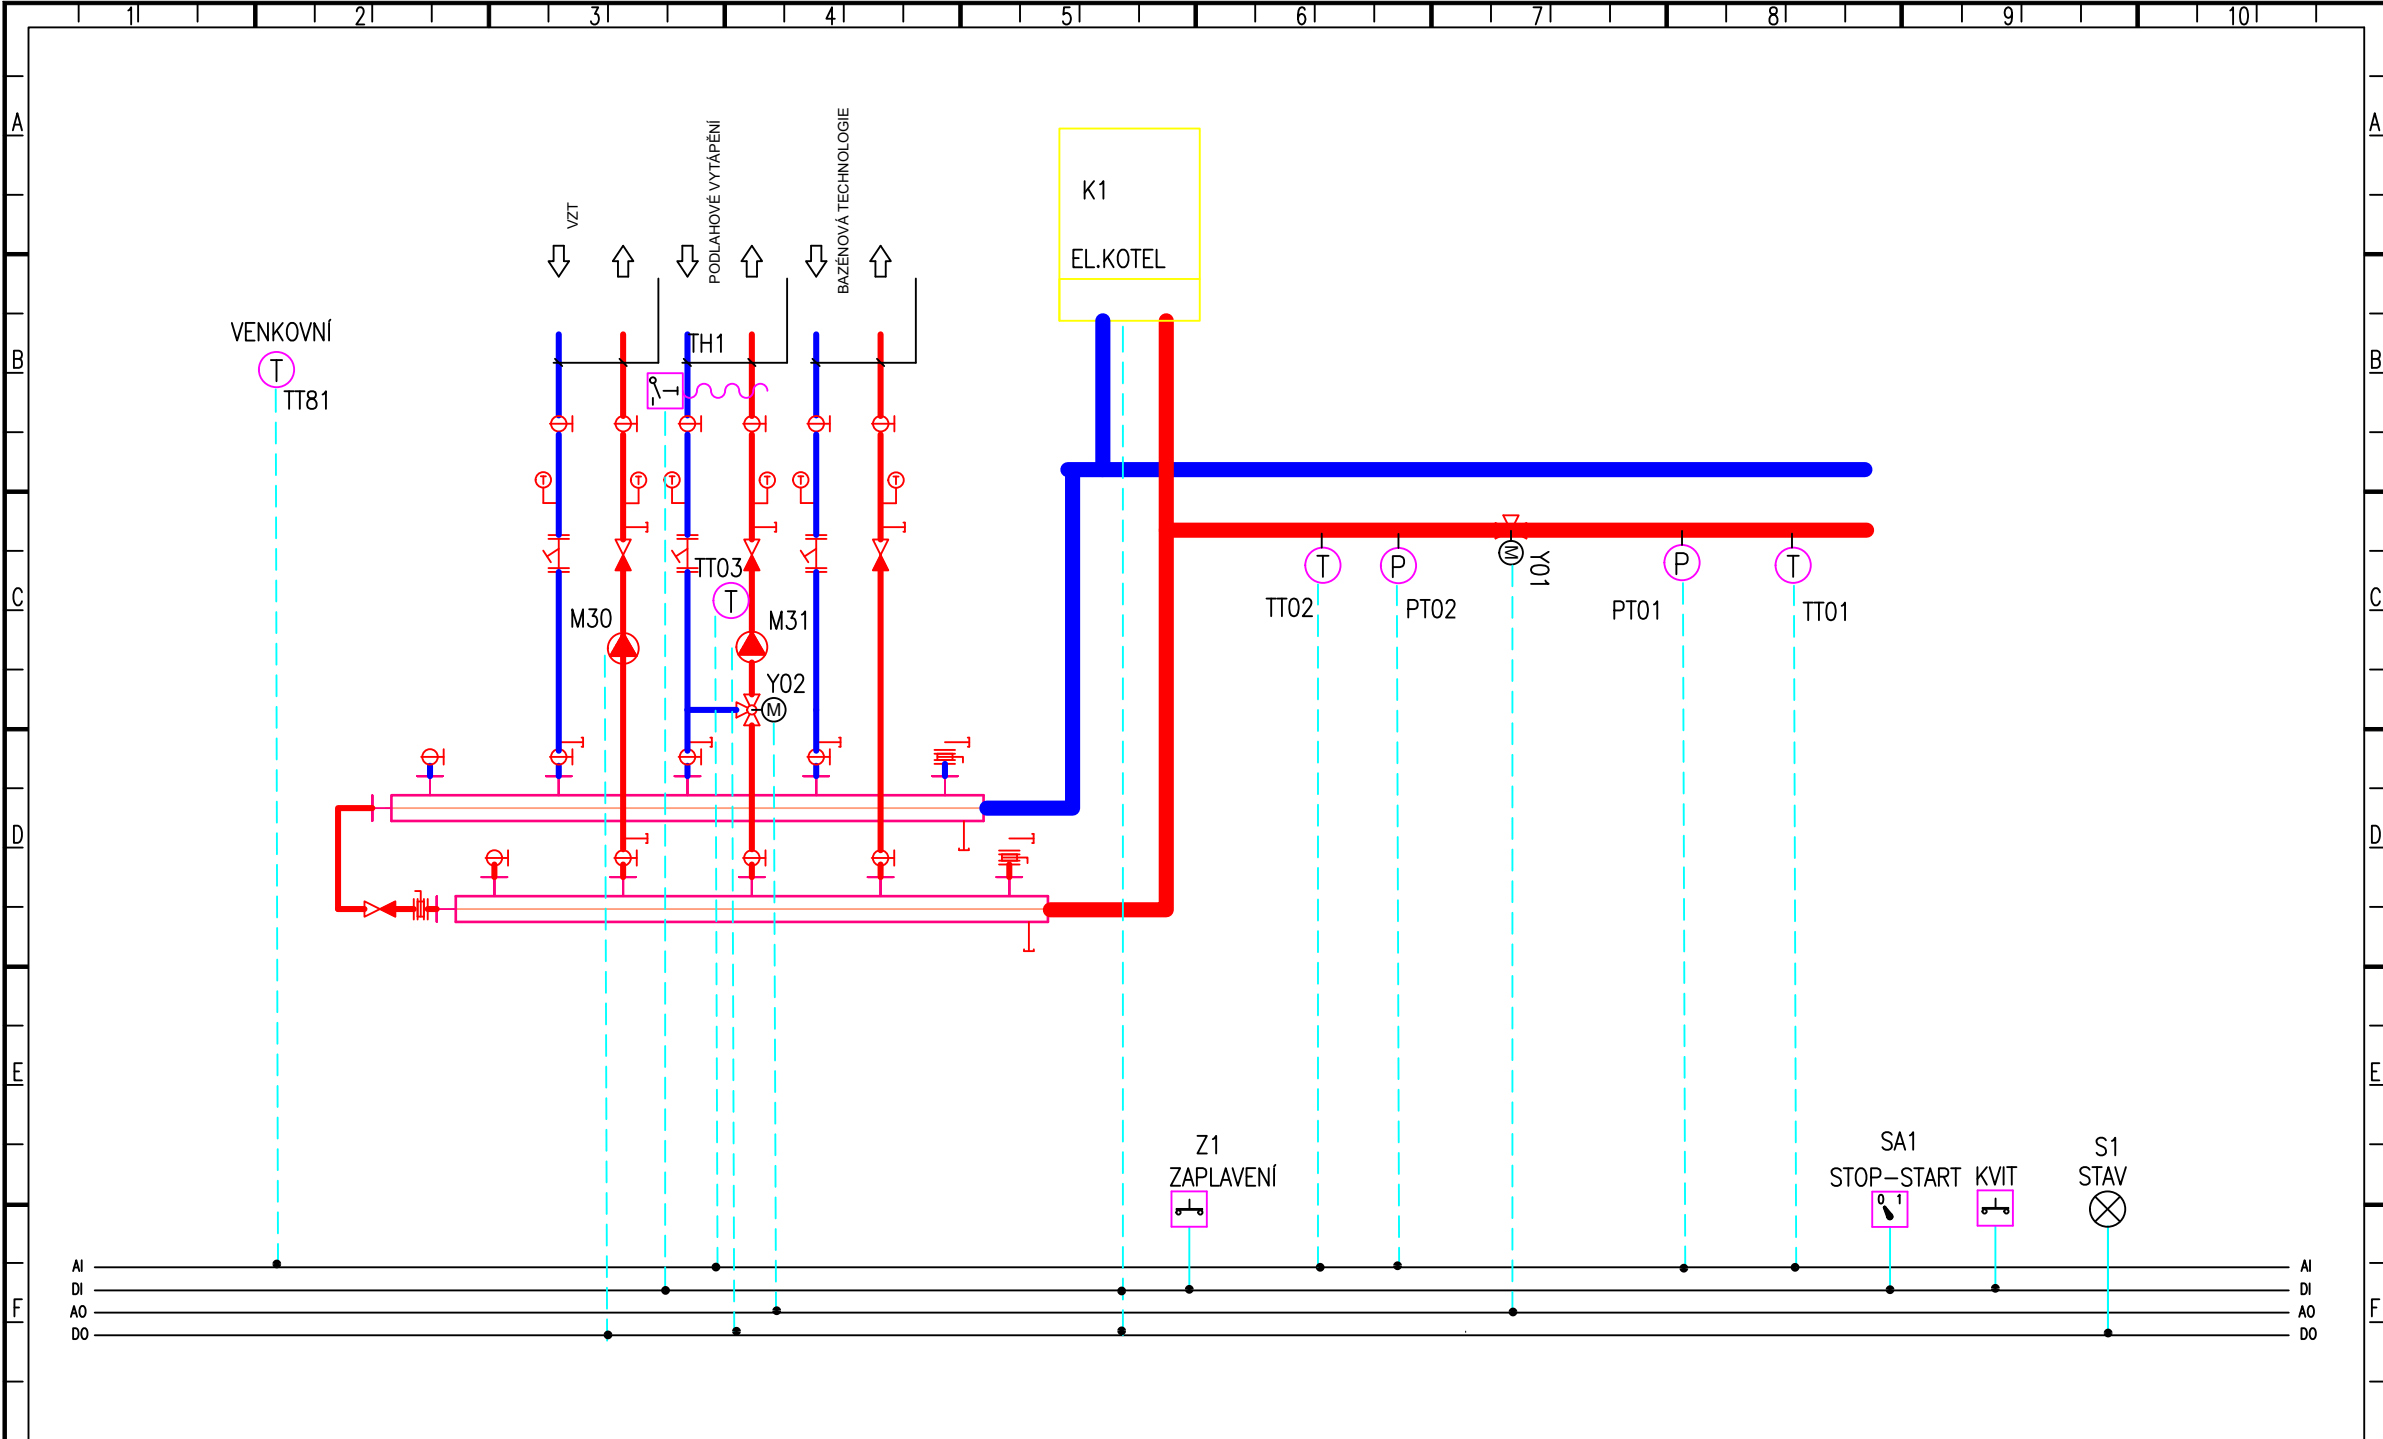 1 2 3 4 5 6 7 8 9 10
A A
VZT
PODLAHOVÉ VYTÁPĚNÍ
BAZÉNOVÁ TECHNOLOGIE
K1
EL.KOTEL
VENKOVNÍ
TH1
B B
T
T
TT81
T T T T T T
TT03
T
M30
M31
T P M Y01 P T
C C
TT02 PT02 PT01 TT01
Y02
M
D D
E E
Z1
ZAPLAVENÍ
SA1
STOP-START
KVIT
S1
STAV
0 1
AI AI
DI DI
F F
AO AO
DO DO